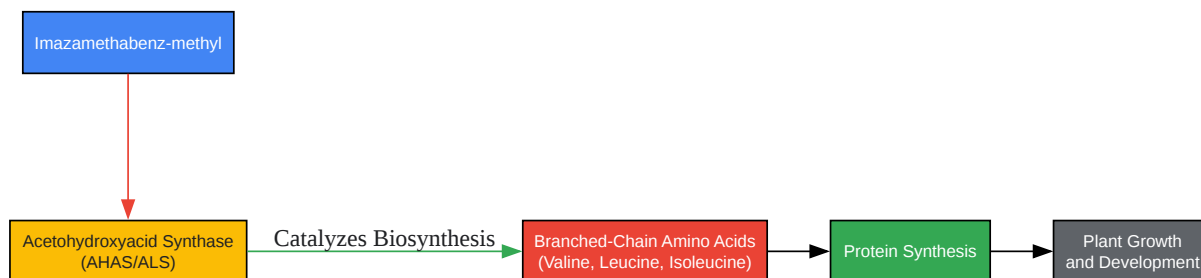 Imazamethabenz-methyl
Acetohydroxyacid Synthase
(AHAS/ALS)
Catalyzes Biosynthesis
Branched-Chain Amino Acids
(Valine, Leucine, Isoleucine)
Protein Synthesis
Plant Growth
and Development